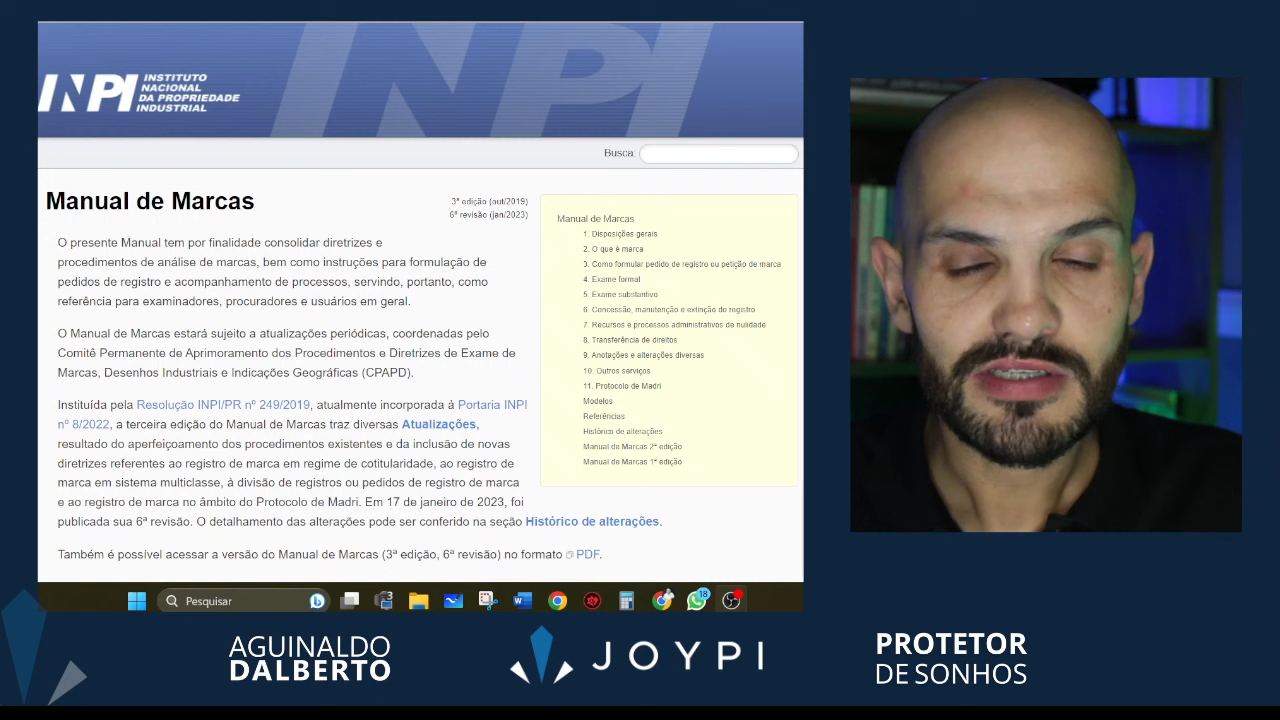 INPI
INSTITUTO
NACIONAL
DA PROPRIEDADE
INDUSTRIAL
INPI
Busca:
Manual de Marcas
3ª edição (out/2019)
6ª revisão (jan/2023)
O presente Manual tem por finalidade consolidar diretrizes e
procedimentos de análise de marcas, bem como instruções para formulação de
pedidos de registro e acompanhamento de processos, servindo, portanto, como
referência para examinadores, procuradores e usuários em geral.
O Manual de Marcas estará sujeito a atualizações periódicas, coordenadas pelo
Comitê Permanente de Aprimoramento dos Procedimentos e Diretrizes de Exame de
Marcas, Desenhos Industriais e Indicações Geográficas (CPAPD).
Instituída pela Resolução INPI/PR nº 249/2019, atualmente incorporada à Portaria INPI
nº 8/2022, a terceira edição do Manual de Marcas traz diversas Atualizações,
resultado do aperfeiçoamento dos procedimentos existentes e da inclusão de novas
diretrizes referentes ao registro de marca em regime de cotitularidade, ao registro de
marca em sistema multiclasse, à divisão de registros ou pedidos de registro de marca
e ao registro de marca no âmbito do Protocolo de Madri. Em 17 de janeiro de 2023, foi
publicada sua 6ª revisão. O detalhamento das alterações pode ser conferido na seção Histórico de alterações.
Também é possível acessar a versão do Manual de Marcas (3ª edição, 6ª revisão) no formato PDF.
Manual de Marcas
1. Disposições gerais
2. O que é marca
3. Como formular pedido de registro ou petição de marca
4. Exame formal
5. Exame substantivo
6. Concessão, manutenção e extinção do registro
7. Recursos e processos administrativos de nulidade
8. Transferência de direitos
9. Anotações e alterações diversas
10. Outros serviços
11. Protocolo de Madri
Modelos
Referências
Histórico de alterações
Manual de Marcas 2ª edição
Manual de Marcas 1ª edição
Pesquisar
18
AGUINALDO
DALBERTO
JOYPI
PROTETOR
DE SONHOS